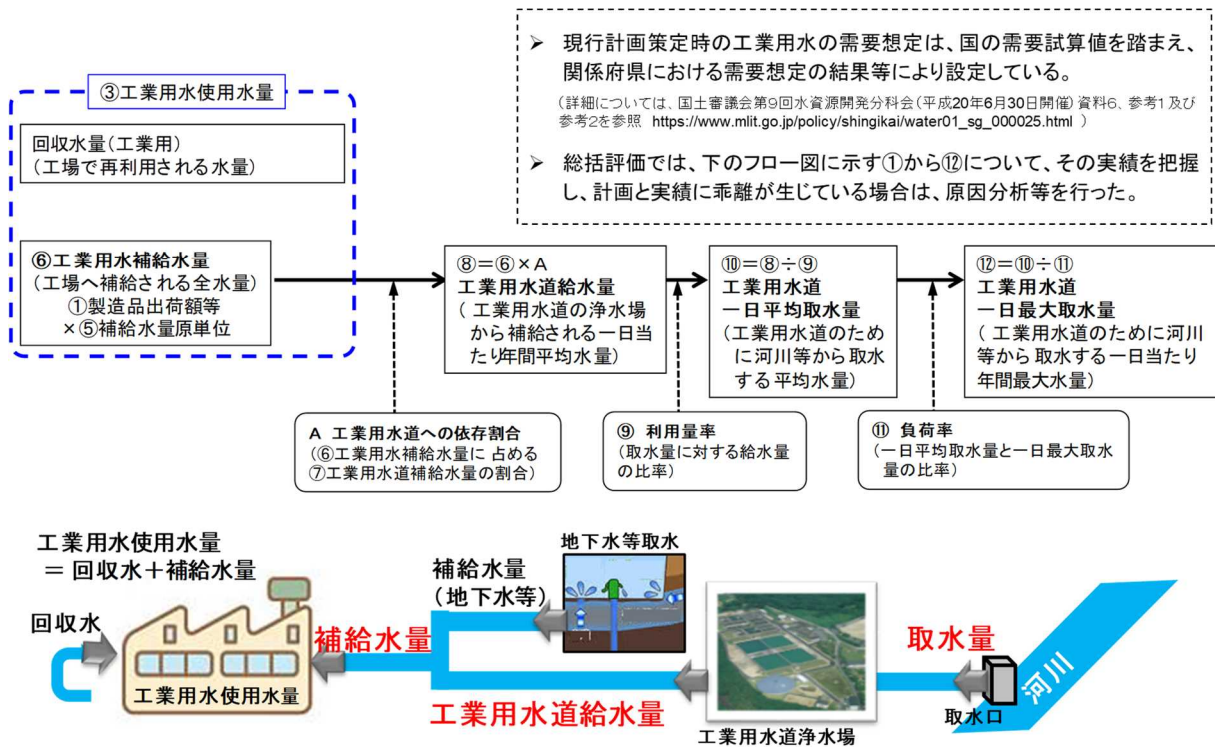 ➢ 現行計画策定時の工業用水の需要想定は、国の需要試算値を踏まえ、
関係府県における需要想定の結果等により設定している。
(詳細については、国土審議会第9回水資源開発分科会(平成20年6月30日開催)資料6、参考1及び
参考2を参照 https://www.mlit.go.jp/policy/shingikai/water01_sg_000025.html )
➢ 総括評価では、下のフロー図に示す①から⑫について、その実績を把握
し、計画と実績に乖離が生じている場合は、原因分析等を行った。
③工業用水使用水量
回収水量(工業用)
(工場で再利用される水量)
⑥工業用水補給水量
(工場へ補給される全水量)
①製造品出荷額等
×⑤補給水量原単位
⑧=⑥×A
工業用水道給水量
( 工業用水道の浄水場
から補給される一日当
たり年間平均水量)
⑩=⑧÷⑨
工業用水道
一日平均取水量
(工業用水道のため
に河川等から取水
する平均水量)
⑫=⑩÷⑪
工業用水道
一日最大取水量
( 工業用水道のために河川
等から取水する一日当たり
年間最大水量)
A 工業用水道への依存割合
(⑥工業用水補給水量に 占める
⑦工業用水道補給水量の割合)
⑨ 利用量率
(取水量に対する給水量
の比率)
⑪ 負荷率
(一日平均取水量と一日最大取水
量の比率)
工業用水使用水量
= 回収水+補給水量
回収水
工業用水使用水量
補給水量
補給水量
(地下水等)
地下水等取水
工業用水道給水量
工業用水道浄水場
取水量
取水口
河川